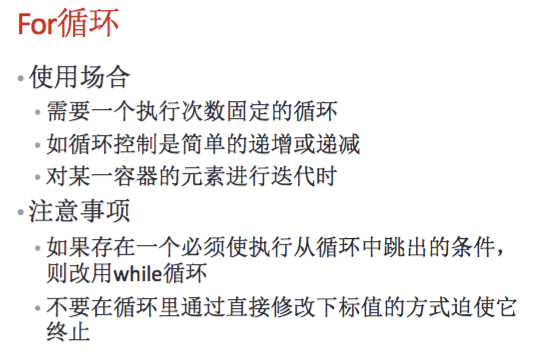 For循环
•使用场合
•需要一个执行次数固定的循环
•如循环控制是简单的递增或递减
•对某一容器的元素进行迭代时
•注意事项
•如果存在一个必须使执行从循环中跳出的条件，
则改用while循环
•不要在循环里通过直接修改下标值的方式迫使它
终止